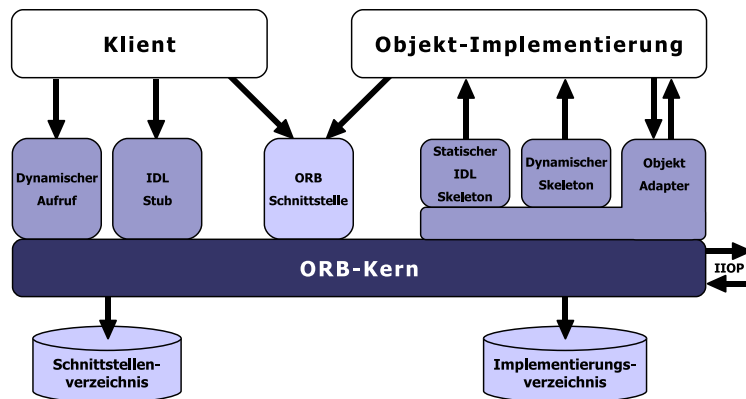 Klient
Objekt-Implementierung
Dynamischer
Aufruf
IDL
Stub
ORB
Schnittstelle
Statischer
IDL
Skeleton
Dynamischer
Skeleton
Objekt
Adapter
ORB-Kern
IIOP
Schnittstellen-
verzeichnis
Implementierungs-
verzeichnis